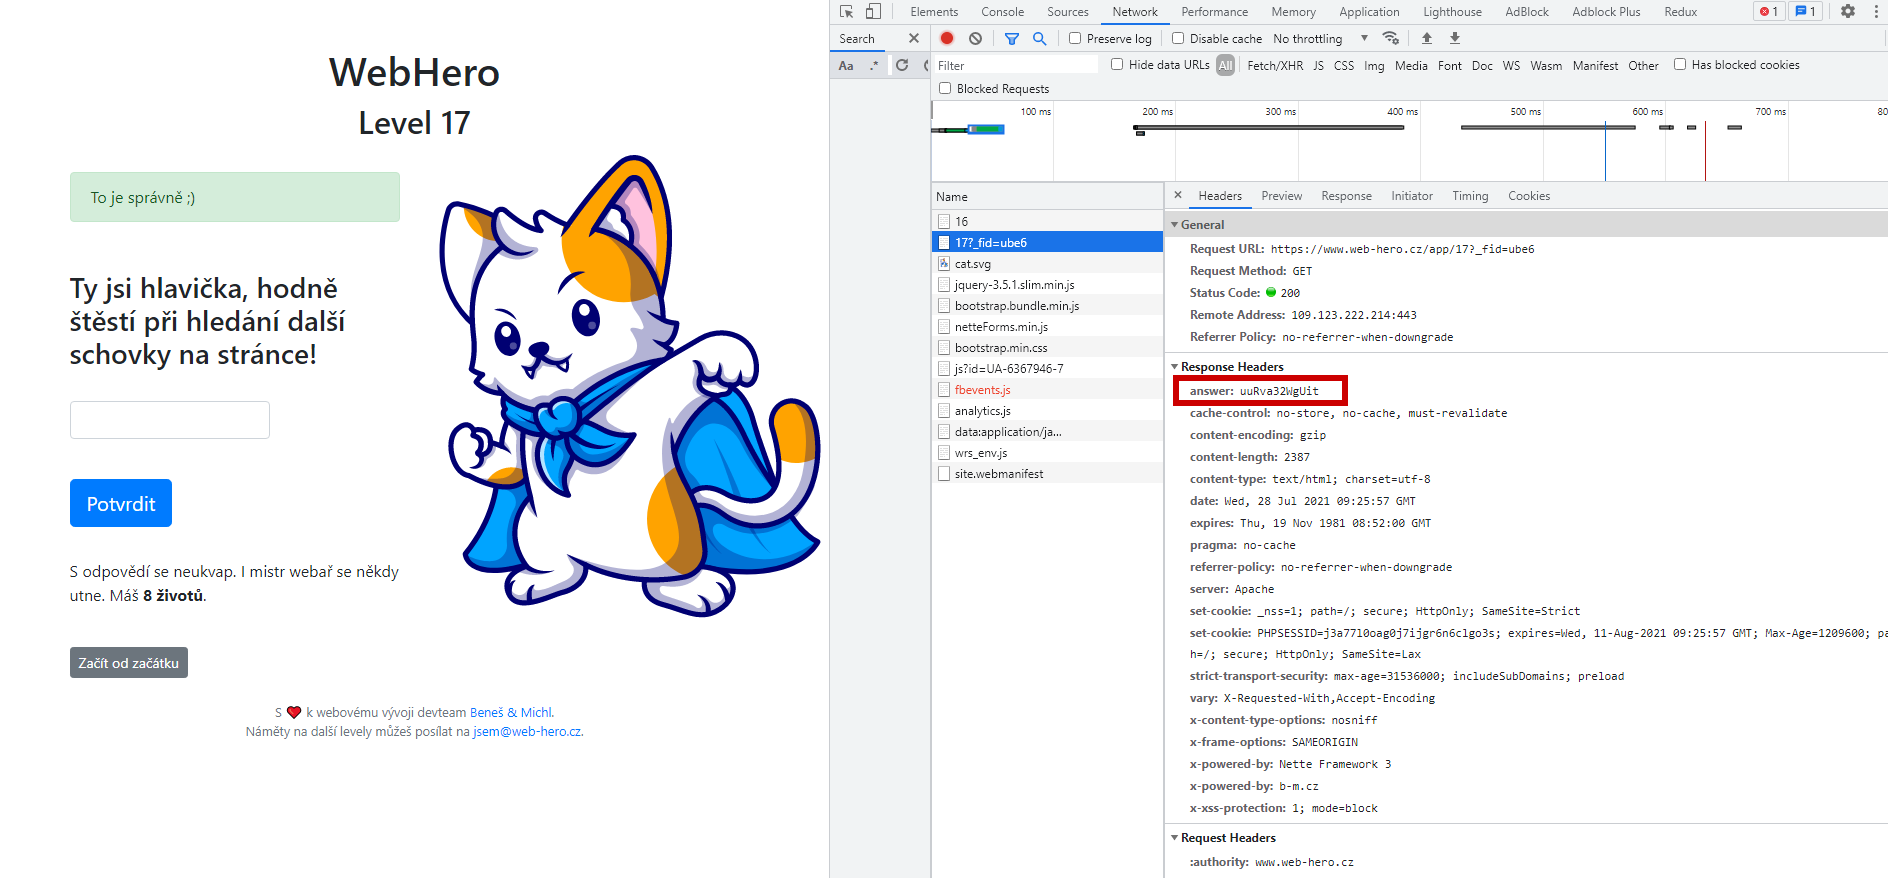 WebHero
Level 17
To je správně ;)
Ty jsi hlavička, hodně
štěstí při hledání další
schovky na stránce!
Potvrdit
S odpovědí se neukvap. I mistr webař se někdy
utne. Máš 8 životů.
Začít od začátku
S ❤ k webovému vývoji devteam Beneš & Michl.
Náměty na další levely můžeš posílat na jsem@web-hero.cz.
Elements Console Sources Network Performance Memory Application Lighthouse AdBlock Adblock Plus Redux 1 1
Search
Preserve log Disable cache No throttling
Aa .*
Filter Hide data URLs All Fetch/XHR JS CSS Img Media Font Doc WS Wasm Manifest Other Has blocked cookies
Blocked Requests
100 ms 200 ms 300 ms 400 ms 500 ms 600 ms 700 ms 80
Name
16
17?_fid=ube6
cat.svg
jquery-3.5.1.slim.min.js
bootstrap.bundle.min.js
netteForms.min.js
bootstrap.min.css
js?id=UA-6367946-7
fbevents.js
analytics.js
data:application/ja...
wrs_env.js
site.webmanifest
Headers Preview Response Initiator Timing Cookies
General
Request URL: https://www.web-hero.cz/app/17?_fid=ube6
Request Method: GET
Status Code: 200
Remote Address: 109.123.222.214:443
Referrer Policy: no-referrer-when-downgrade
Response Headers
answer: uuRva32WgUit
cache-control: no-store, no-cache, must-revalidate
content-encoding: gzip
content-length: 2387
content-type: text/html; charset=utf-8
date: Wed, 28 Jul 2021 09:25:57 GMT
expires: Thu, 19 Nov 1981 08:52:00 GMT
pragma: no-cache
referrer-policy: no-referrer-when-downgrade
server: Apache
set-cookie: _nss=1; path=/; secure; HttpOnly; SameSite=Strict
set-cookie: PHPSESSID=j3a77l0oag0j7ijgr6n6clgo3s; expires=Wed, 11-Aug-2021 09:25:57 GMT; Max-Age=1209600; pa
h=/; secure; HttpOnly; SameSite=Lax
strict-transport-security: max-age=31536000; includeSubDomains; preload
vary: X-Requested-With,Accept-Encoding
x-content-type-options: nosniff
x-frame-options: SAMEORIGIN
x-powered-by: Nette Framework 3
x-powered-by: b-m.cz
x-xss-protection: 1; mode=block
Request Headers
:authority: www.web-hero.cz